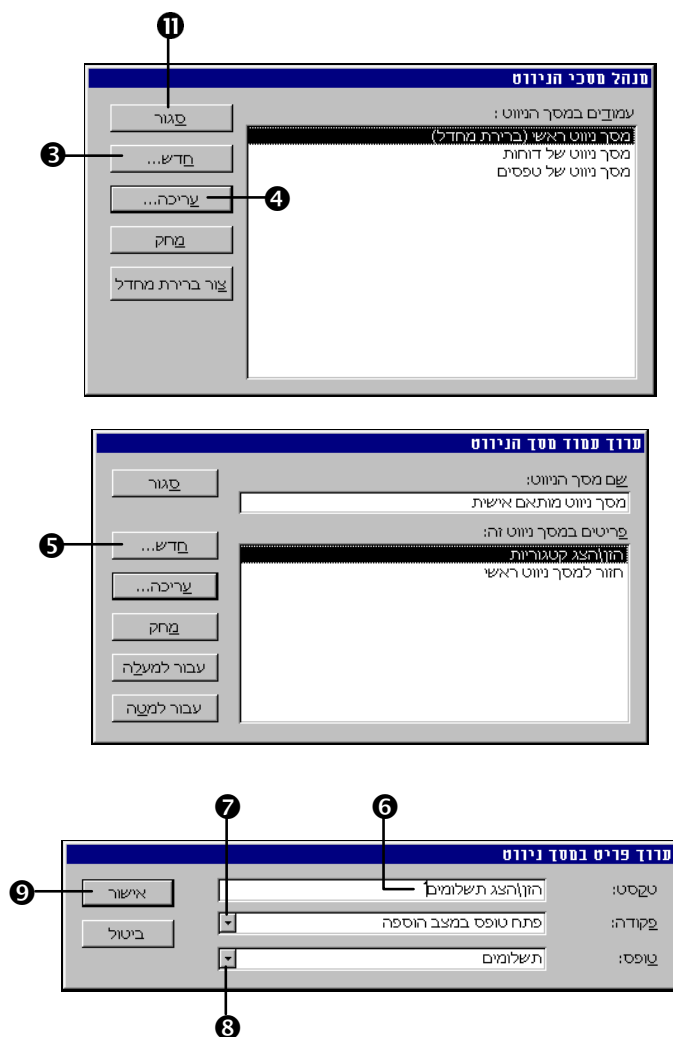 11
מנהל מסכי הניווט
עמודים במסך הניווט :
מסך ניווט ראשי (ברירת מחדל)
מסך ניווט של דוחות
מסך ניווט של טפסים
סגור
3
חדש...
4
עריכה...
מחק
צור ברירת מחדל
ערוך עמוד מסך הניווט
שם מסך הניווט:
מסך ניווט מותאם אישית
פריטים במסך ניווט זה:
הזן\הצג קטגוריות
חזור למסך ניווט ראשי
סגור
5
חדש...
עריכה...
מחק
עבור למעלה
עבור למטה
6
7
ערוך פריט במסך ניווט
טקסט:
הזן\הצג תשלומים
אישור
9
פקודה:
פתח טופס במצב הוספה
ביטול
טופס:
תשלומים
8